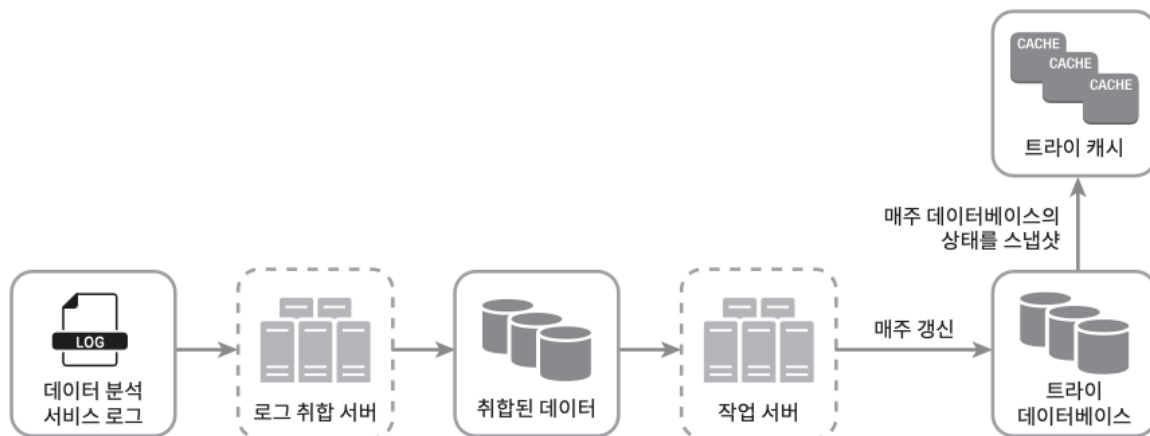 CACHE
CACHE
CACHE
트라이 캐시
매주 데이터베이스의
상태를 스냅샷
LOG
데이터 분석
서비스 로그
로그 취합 서버
취합된 데이터
작업 서버
매주 갱신
트라이
데이터베이스